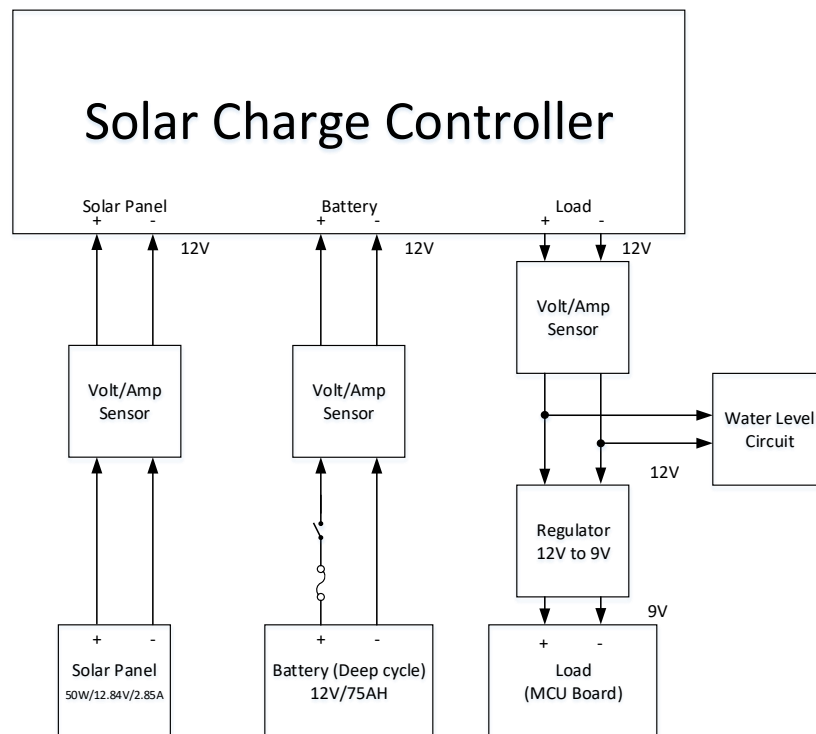 Solar Charge Controller
Solar Panel
+ -
12V
Battery
+ -
12V
Load
+ -
12V
Volt/Amp
Sensor
Volt/Amp
Sensor
Volt/Amp
Sensor
Water Level
Circuit
12V
Regulator
12V to 9V
9V
+ -
Solar Panel
50W/12.84V/2.85A
+ -
Battery (Deep cycle)
12V/75AH
+ -
Load
(MCU Board)